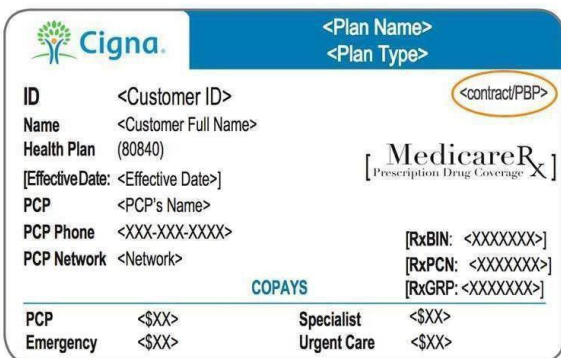 Cigna.
<Plan Name>
<Plan Type>
ID <Customer ID>
<contract/PBP>
Name <Customer Full Name>
Health Plan (80840)
[EffectiveDate: <Effective Date>]
MedicareRx
[Prescription Drug Coverage]
PCP <PCP's Name>
PCP Phone <XXX-XXX-XXXX>
PCP Network <Network>
[RxBIN: <XXXXXXX>]
[RxPCN: <XXXXXXX>]
[RxGRP: <XXXXXXX>]
COPAYS
PCP <$XX> Specialist <$XX>
Emergency <$XX> Urgent Care <$XX>